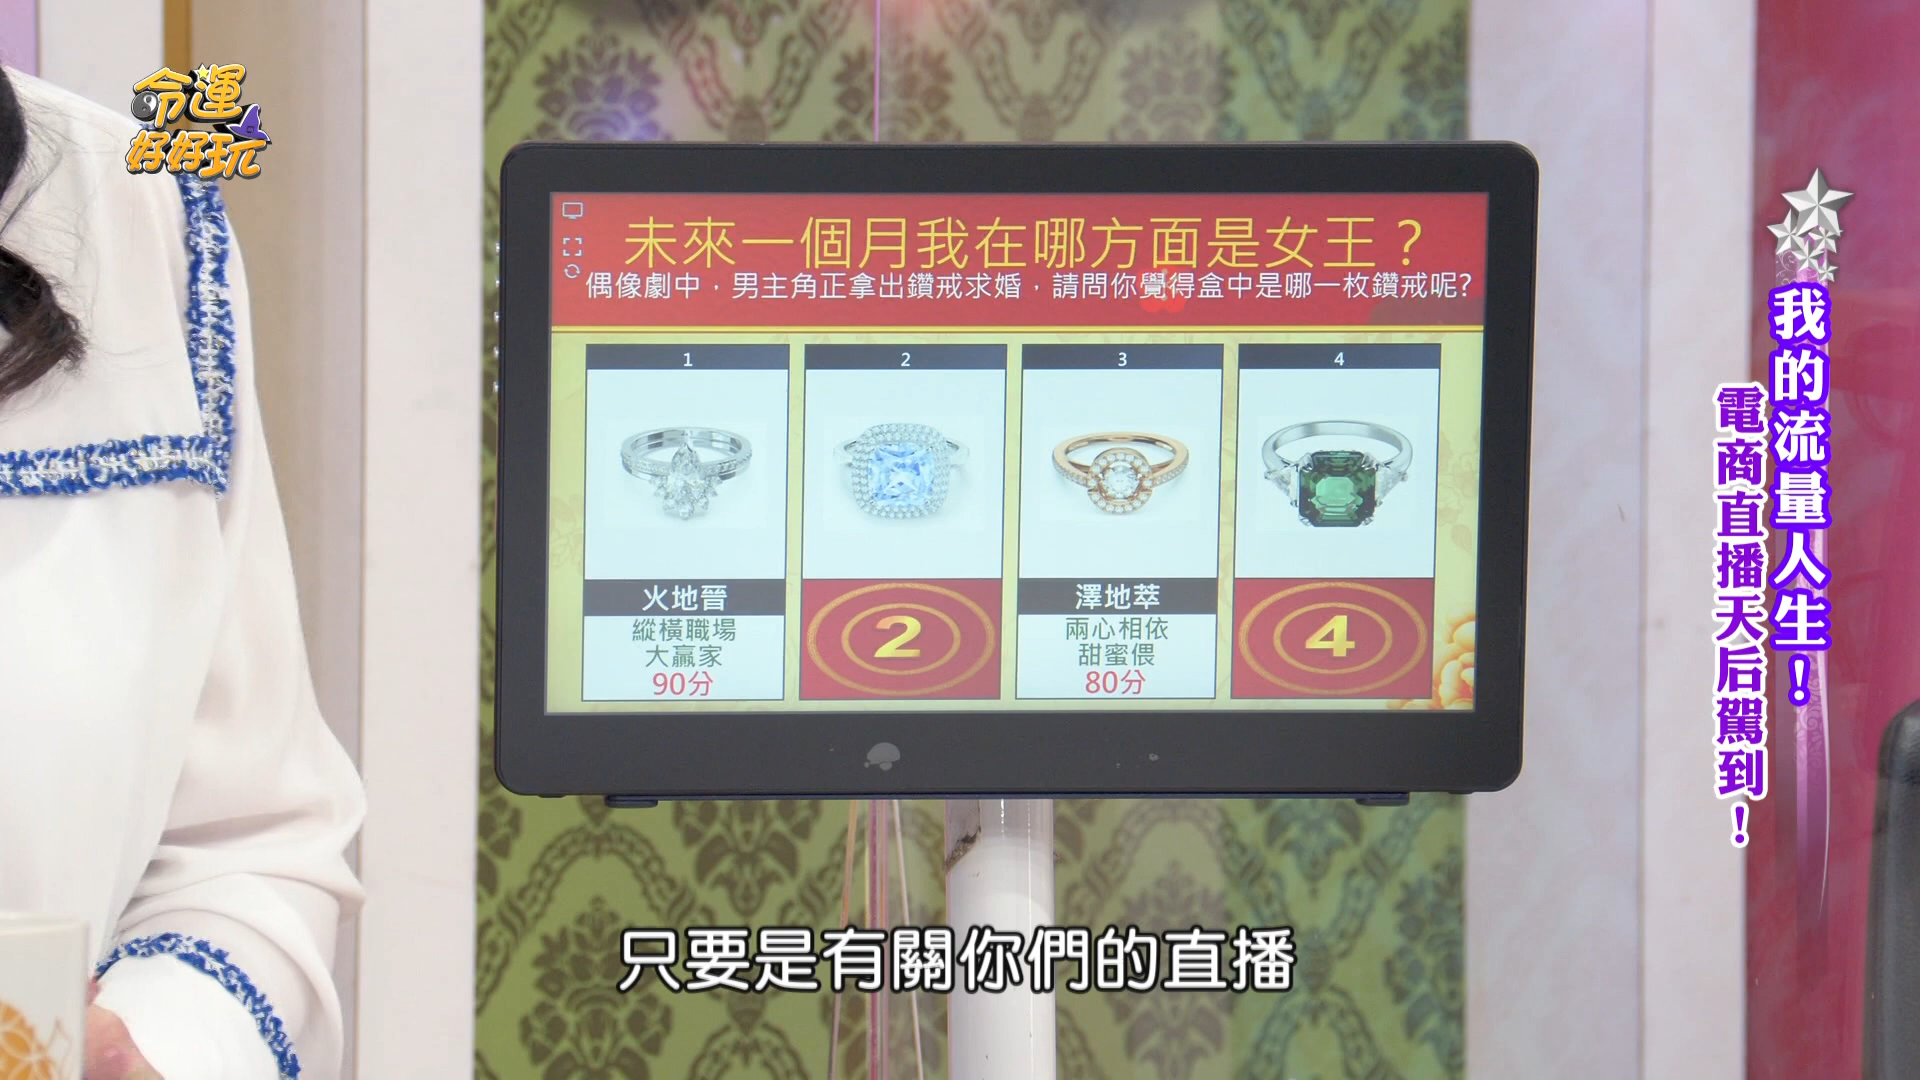 命運
好好玩
未來一個月我在哪方面是女王？
偶像劇中，男主角正拿出鑽戒求婚，請問你覺得盒中是哪一枚鑽戒呢?
1
2
3
4
火地晉
縱橫職場
大贏家
90分
2
澤地萃
兩心相依
甜蜜偎
80分
4
我的流量人生！
電商直播天后駕到！
只要是有關你們的直播